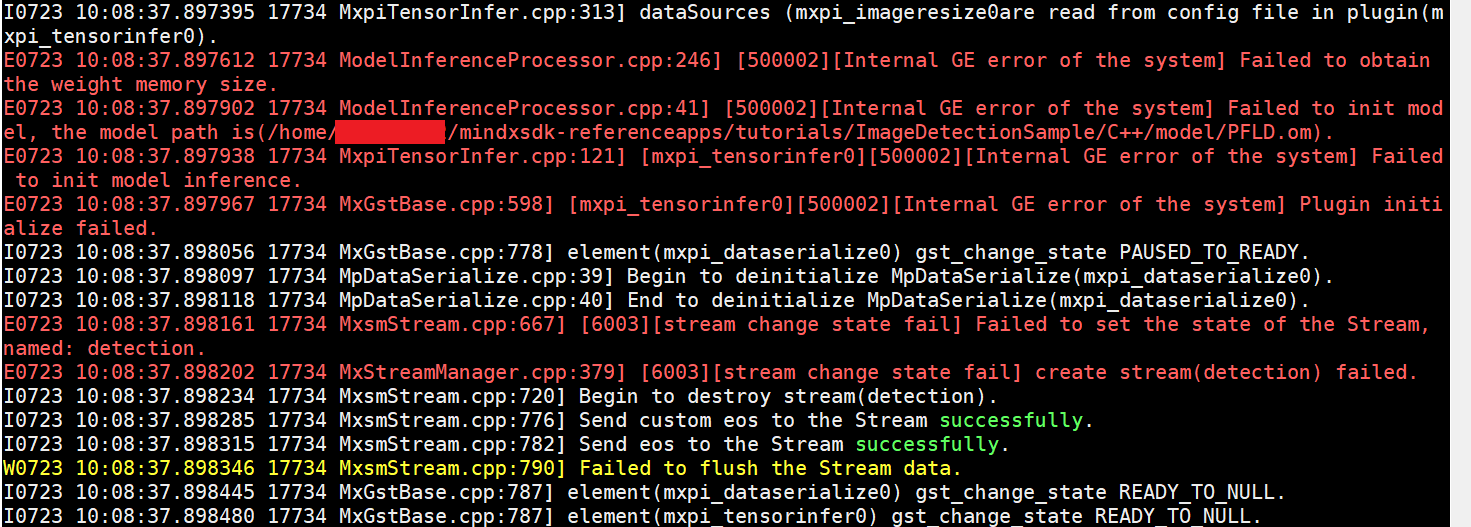 I0723 10:08:37.897395 17734 MxpiTensorInfer.cpp:313] dataSources (mxpi_imageresize0are read from config file in plugin(m
xpi_tensorinfer0).
E0723 10:08:37.897612 17734 ModelInferenceProcessor.cpp:246] [500002][Internal GE error of the system] Failed to obtain
the weight memory size.
E0723 10:08:37.897902 17734 ModelInferenceProcessor.cpp:41] [500002][Internal GE error of the system] Failed to init mod
el, the model path is(/home/ /mindxsdk-referenceapps/tutorials/ImageDetectionSample/C++/model/PFLD.om).
E0723 10:08:37.897938 17734 MxpiTensorInfer.cpp:121] [mxpi_tensorinfer0][500002][Internal GE error of the system] Failed
 to init model inference.
E0723 10:08:37.897967 17734 MxGstBase.cpp:598] [mxpi_tensorinfer0][500002][Internal GE error of the system] Plugin initi
alize failed.
I0723 10:08:37.898056 17734 MxGstBase.cpp:778] element(mxpi_dataserialize0) gst_change_state PAUSED_TO_READY.
I0723 10:08:37.898097 17734 MpDataSerialize.cpp:39] Begin to deinitialize MpDataSerialize(mxpi_dataserialize0).
I0723 10:08:37.898118 17734 MpDataSerialize.cpp:40] End to deinitialize MpDataSerialize(mxpi_dataserialize0).
E0723 10:08:37.898161 17734 MxsmStream.cpp:667] [6003][stream change state fail] Failed to set the state of the Stream,
named: detection.
E0723 10:08:37.898202 17734 MxStreamManager.cpp:379] [6003][stream change state fail] create stream(detection) failed.
I0723 10:08:37.898234 17734 MxsmStream.cpp:720] Begin to destroy stream(detection).
I0723 10:08:37.898285 17734 MxsmStream.cpp:776] Send custom eos to the Stream successfully.
I0723 10:08:37.898315 17734 MxsmStream.cpp:782] Send eos to the Stream successfully.
W0723 10:08:37.898346 17734 MxsmStream.cpp:790] Failed to flush the Stream data.
I0723 10:08:37.898445 17734 MxGstBase.cpp:787] element(mxpi_dataserialize0) gst_change_state READY_TO_NULL.
I0723 10:08:37.898480 17734 MxGstBase.cpp:787] element(mxpi_tensorinfer0) gst_change_state READY_TO_NULL.